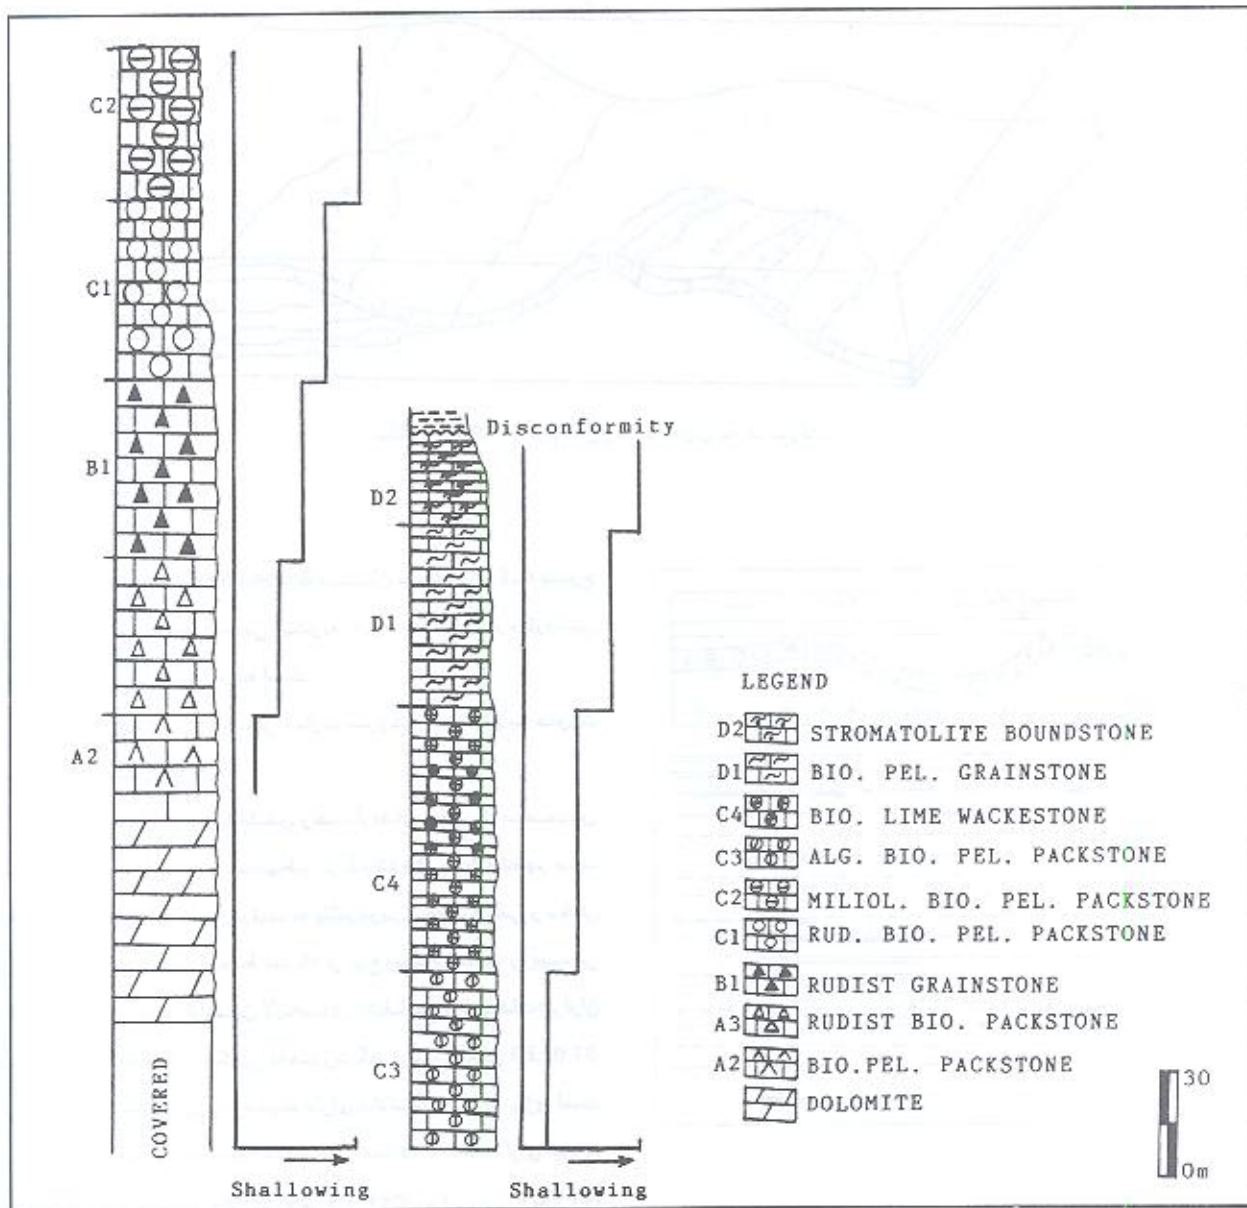 C2
C1
B1
A2
COVERED
Shallowing
Disconformity
D2
D1
C4
C3
Shallowing
LEGEND
D2 STROMATOLITE BOUNDSTONE
D1 BIO. PEL. GRAINSTONE
C4 BIO. LIME WACKESTONE
C3 ALG. BIO. PEL. PACKSTONE
C2 MILIOL. BIO. PEL. PACKSTONE
C1 RUD. BIO. PEL. PACKSTONE
B1 RUDIST GRAINSTONE
A3 RUDIST BIO. PACKSTONE
A2 BIO.PEL. PACKSTONE
DOLOMITE
30
0m